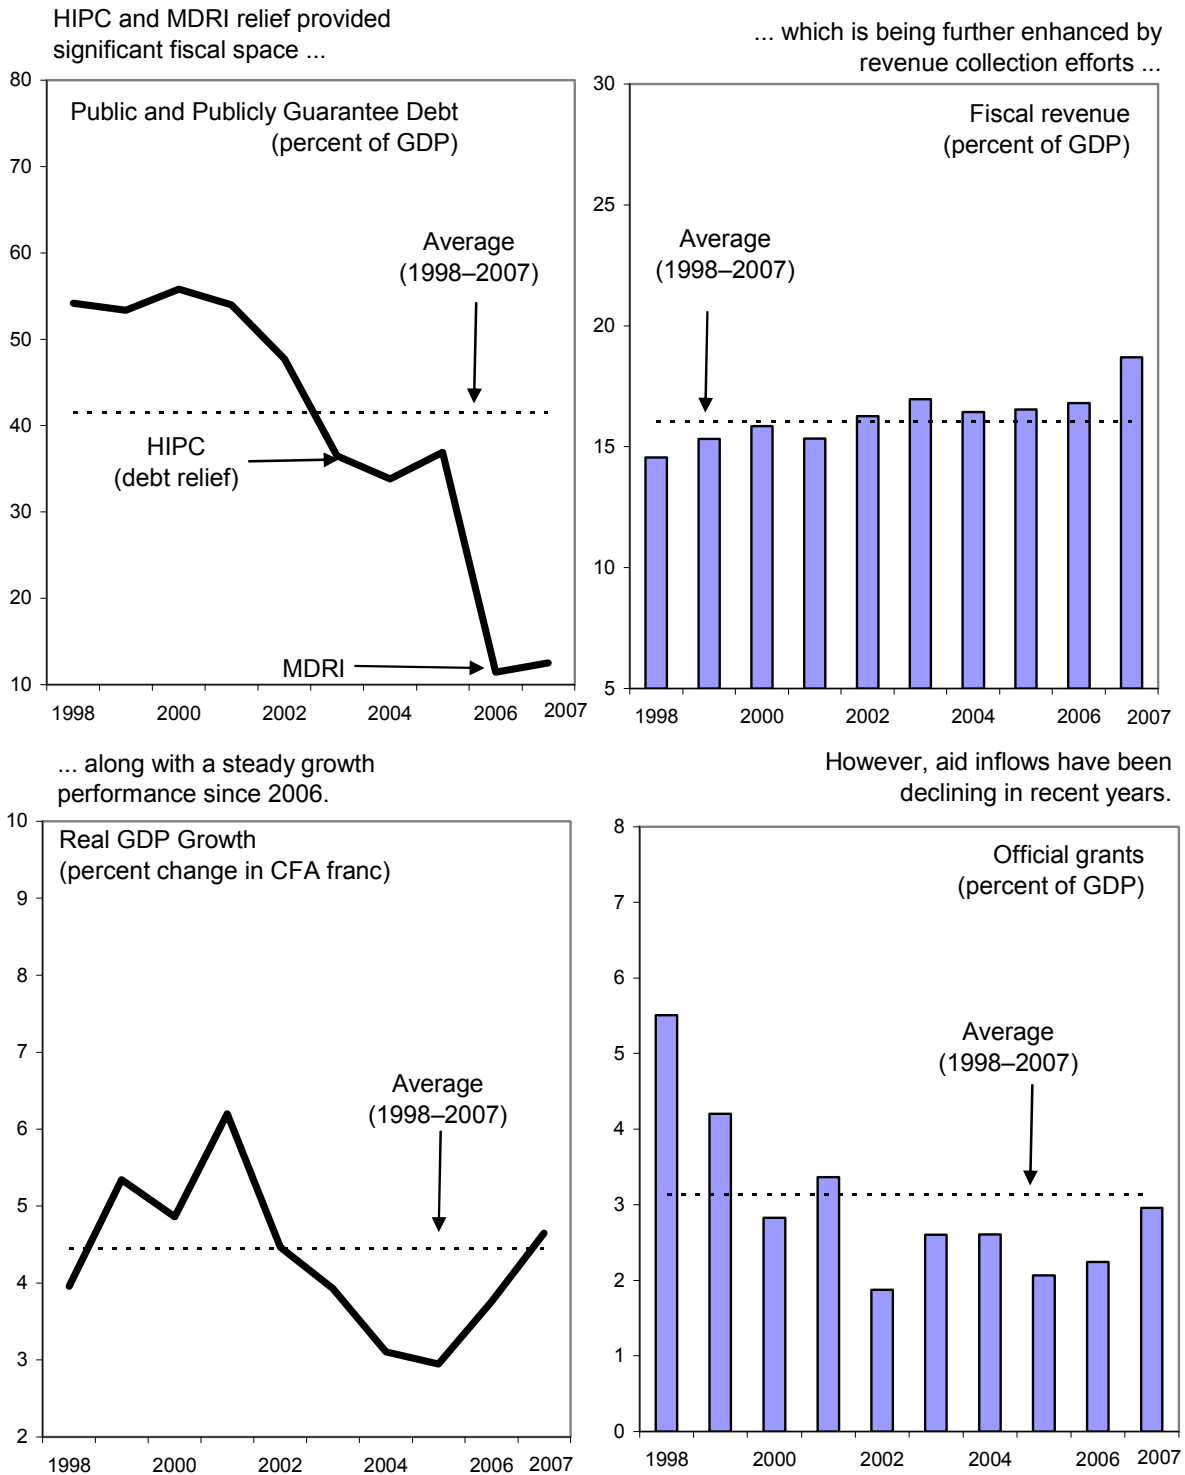 HIPC and MDRI relief provided
significant fiscal space ...
80
70
60
50
40
30
20
10
Public and Publicly Guarantee Debt
(percent of GDP)
Average
(1998–2007)
HIPC
(debt relief)
MDRI
1998
2000
2002
2004
2006
2007
... which is being further enhanced by
revenue collection efforts ...
30
25
20
15
10
5
Fiscal revenue
(percent of GDP)
Average
(1998–2007)
1998
2000
2002
2004
2006
2007
... along with a steady growth
performance since 2006.
10
9
8
7
6
5
4
3
2
Real GDP Growth
(percent change in CFA franc)
Average
(1998–2007)
1998
2000
2002
2004
2006
2007
However, aid inflows have been
declining in recent years.
8
7
6
5
4
3
2
1
0
Official grants
(percent of GDP)
Average
(1998–2007)
1998
2000
2002
2004
2006
2007